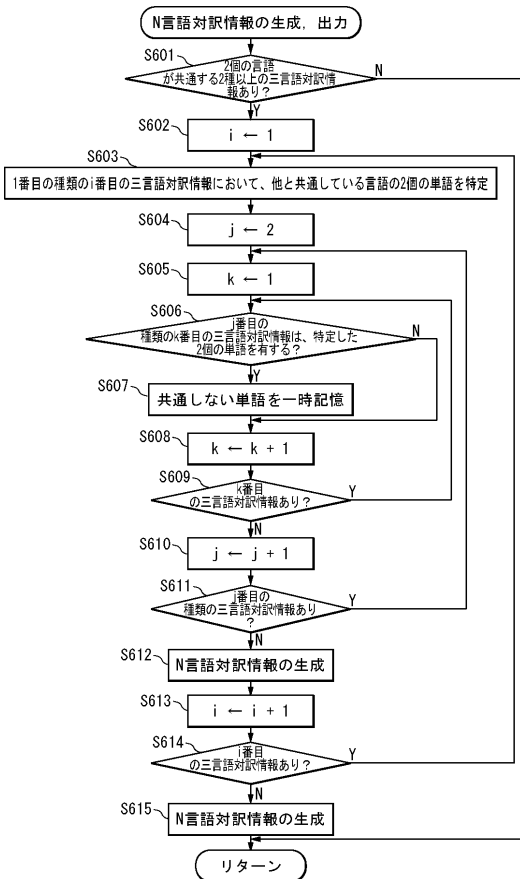 N言語対訳情報の生成，出力
S601
2個の言語
が共通する2種以上の三言語対訳情
報あり？
N
Y
S602
i ← 1
S603
1番目の種類のi番目の三言語対訳情報において、他と共通している言語の2個の単語を特定
S604
j ← 2
S605
k ← 1
S606
j番目の
種類のk番目の三言語対訳情報は、特定した
2個の単語を有する？
N
Y
S607
共通しない単語を一時記憶
S608
k ← k + 1
S609
k番目
の三言語対訳情報あり？
Y
N
S610
j ← j + 1
S611
j番目の
種類の三言語対訳情報あり
？
Y
N
S612
N言語対訳情報の生成
S613
i ← i + 1
S614
i番目
の三言語対訳情報あり？
Y
N
S615
N言語対訳情報の生成
リターン